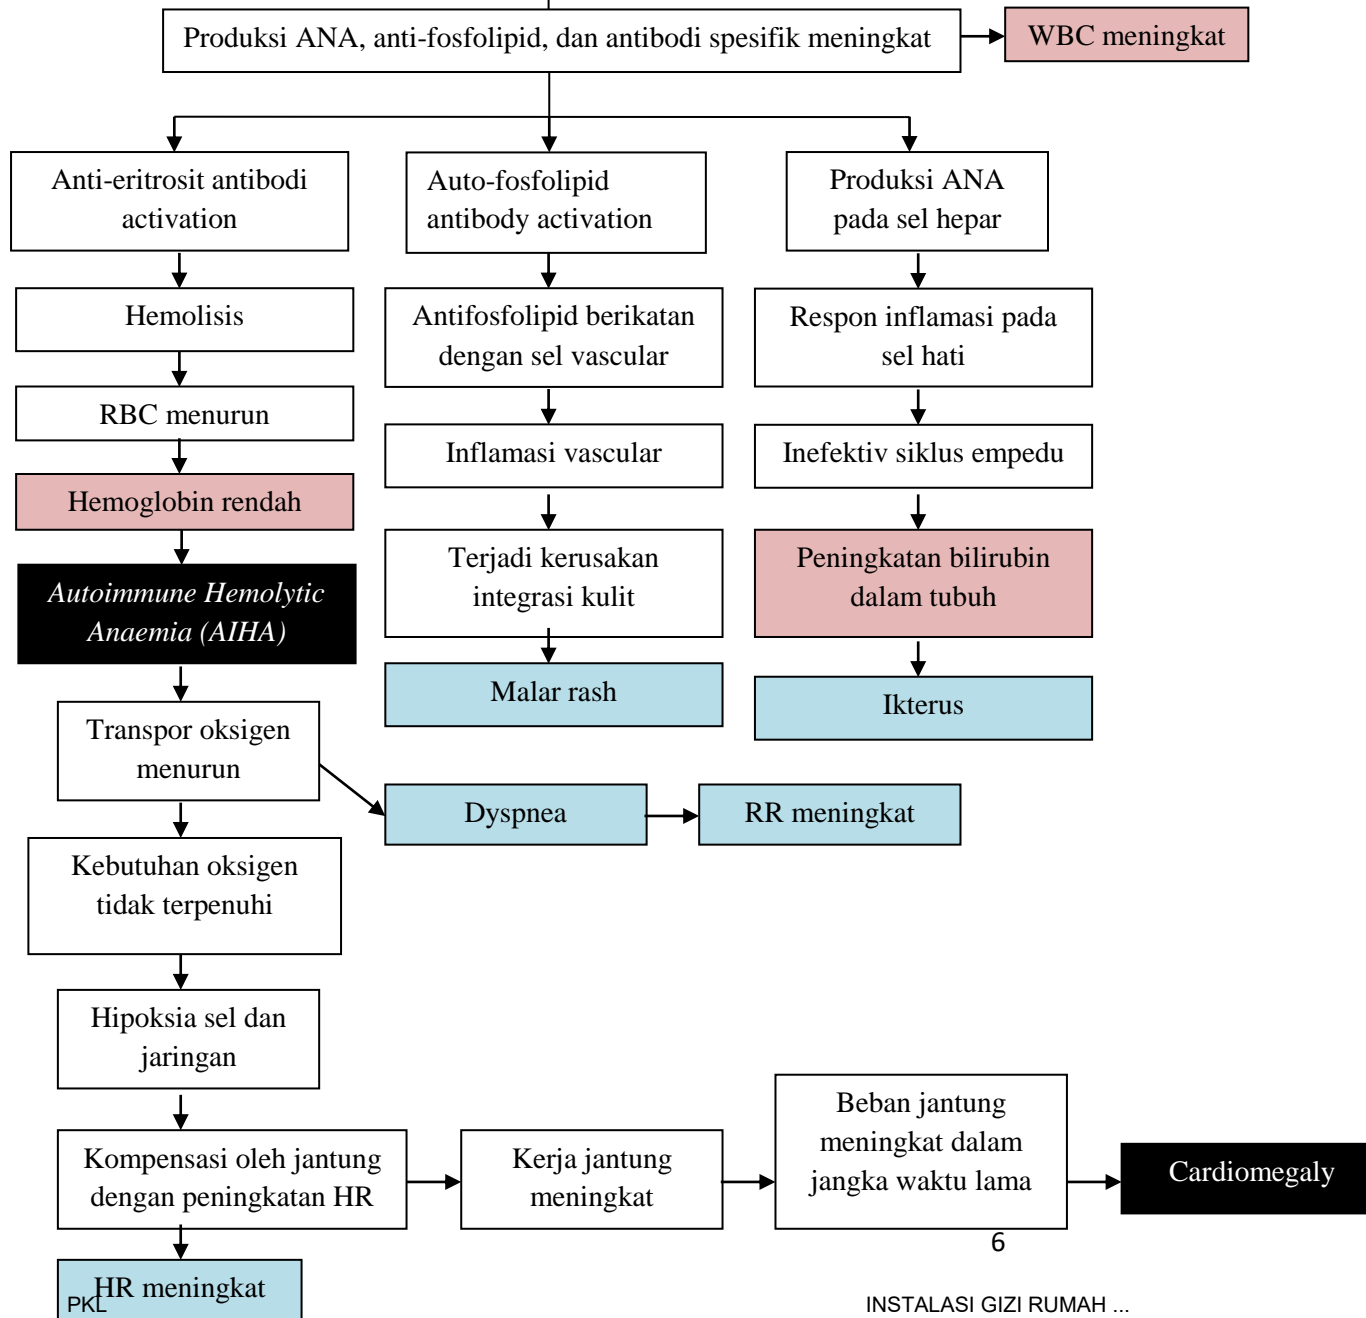 Produksi ANA, anti-fosfolipid, dan antibodi spesifik meningkat
WBC meningkat
Anti-eritrosit antibodi
activation
Auto-fosfolipid
antibody activation
Produksi ANA
pada sel hepar
Hemolisis
Antifosfolipid berikatan
dengan sel vascular
Respon inflamasi pada
sel hati
RBC menurun
Inflamasi vascular
Inefektiv siklus empedu
Hemoglobin rendah
Terjadi kerusakan
integrasi kulit
Peningkatan bilirubin
dalam tubuh
Autoimmune Hemolytic
Anaemia (AIHA)
Malar rash
Ikterus
Transpor oksigen
menurun
Dyspnea
RR meningkat
Kebutuhan oksigen
tidak terpenuhi
Hipoksia sel dan
jaringan
Kompensasi oleh jantung
dengan peningkatan HR
Kerja jantung
meningkat
Beban jantung
meningkat dalam
jangka waktu lama
Cardiomegaly
6
HR meningkat
PKL
INSTALASI GIZI RUMAH ...